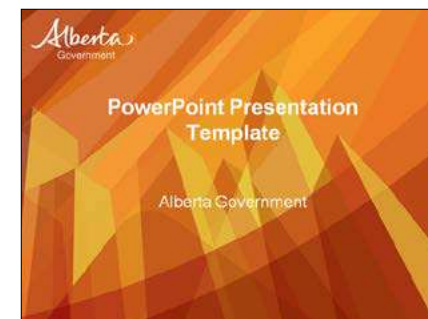 Alberta
Government
PowerPoint Presentation
Template
Alberta Government